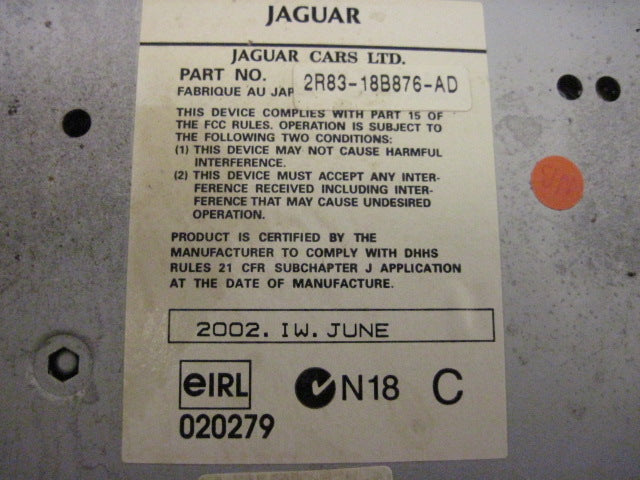 JAGUAR
JAGUAR CARS LTD.
PART NO. 2R83-18B876-AD
FABRIQUE AU
THIS DEVICE COMPLIES WITH PART 15 OF
THE FCC RULES. OPERATION IS SUBJECT TO
THE FOLLOWING TWO CONDITIONS:
(1) THIS DEVICE MAY NOT CAUSE HARMFUL
INTERFERENCE.
(2) THIS DEVICE MUST ACCEPT ANY INTER-
FERENCE RECEIVED INCLUDING INTER-
FERENCE THAT MAY CAUSE UNDESIRED
OPERATION.
PRODUCT IS CERTIFIED BY THE
MANUFACTURER TO COMPLY WITH DHHS
RULES 21 CFR SUBCHAPTER J APPLICATION
AT THE DATE OF MANUFACTURE.
2002. IW. JUNE
eIRL N18 C
020279